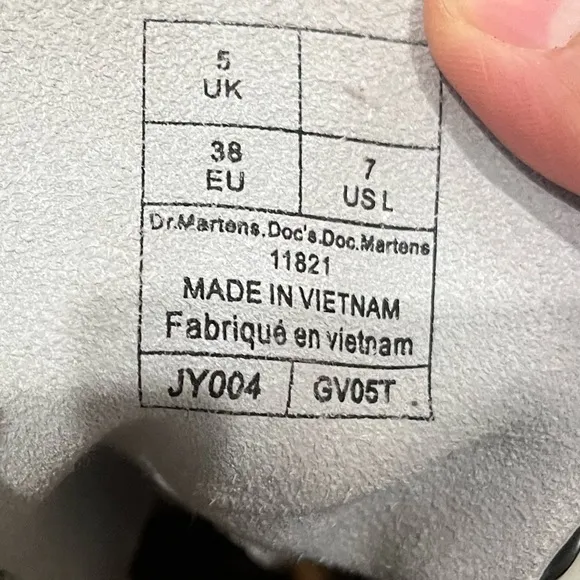 5
UK
38
EU
7
US L
Dr.Martens.Doc's.Doc.Martens
11821
MADE IN VIETNAM
Fabriqué en vietnam
JY004
GV05T